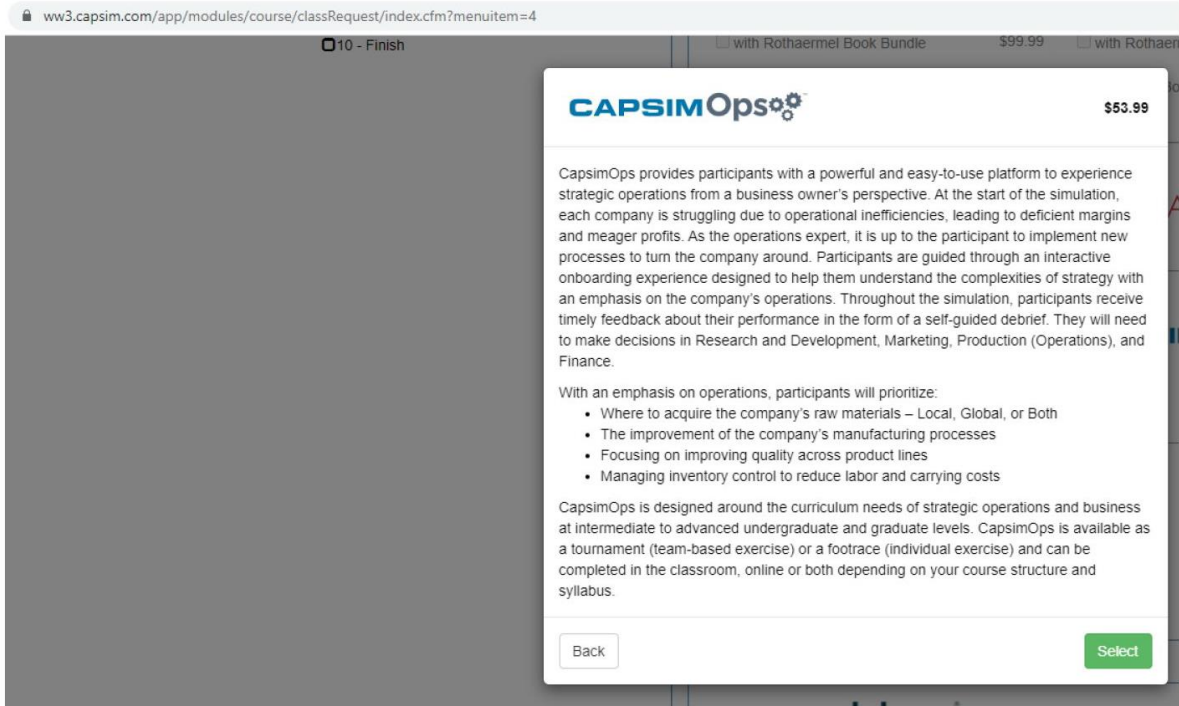 ww3.capsim.com/app/modules/course/classRequest/index.cfm?menuitem=4
10 - Finish
with Rothaermel Book Bundle $99.99 with Rothaer
CAPSIMOps
$53.99
CapsimOps provides participants with a powerful and easy-to-use platform to experience
strategic operations from a business owner's perspective. At the start of the simulation,
each company is struggling due to operational inefficiencies, leading to deficient margins
and meager profits. As the operations expert, it is up to the participant to implement new
processes to turn the company around. Participants are guided through an interactive
onboarding experience designed to help them understand the complexities of strategy with
an emphasis on the company's operations. Throughout the simulation, participants receive
timely feedback about their performance in the form of a self-guided debrief. They will need
to make decisions in Research and Development, Marketing, Production (Operations), and
Finance.
With an emphasis on operations, participants will prioritize:
• Where to acquire the company's raw materials – Local, Global, or Both
• The improvement of the company's manufacturing processes
• Focusing on improving quality across product lines
• Managing inventory control to reduce labor and carrying costs
CapsimOps is designed around the curriculum needs of strategic operations and business
at intermediate to advanced undergraduate and graduate levels. CapsimOps is available as
a tournament (team-based exercise) or a footrace (individual exercise) and can be
completed in the classroom, online or both depending on your course structure and
syllabus.
Back
Select